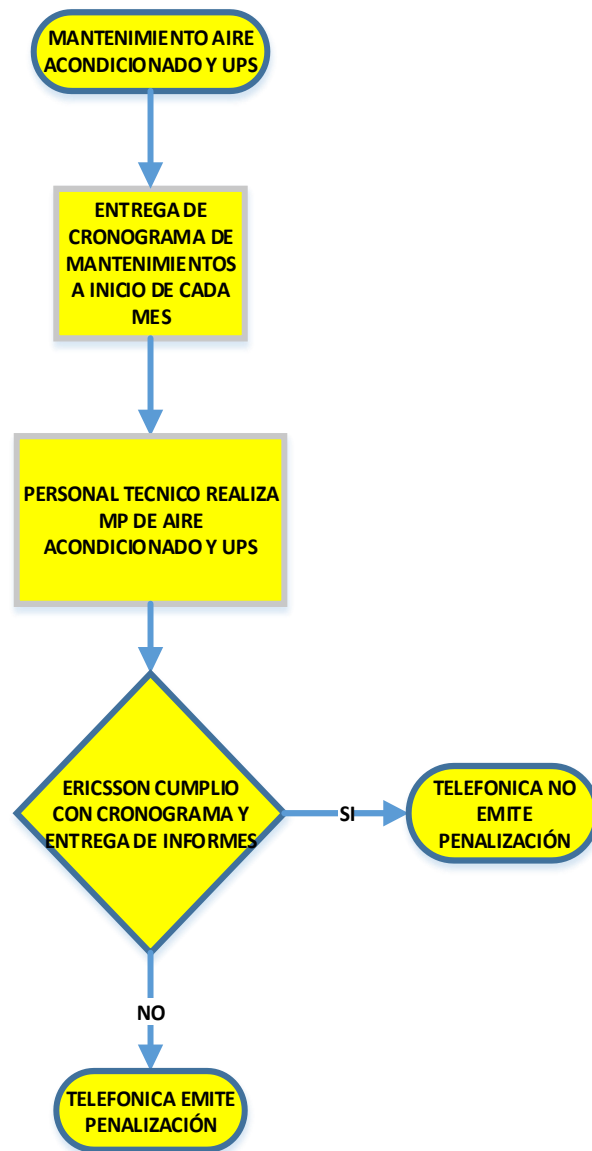 MANTENIMIENTO AIRE
ACONDICIONADO Y UPS
ENTREGA DE
CRONOGRAMA DE
MANTENIMIENTOS
A INICIO DE CADA
MES
PERSONAL TECNICO REALIZA
MP DE AIRE
ACONDICIONADO Y UPS
ERICSSON CUMPLIO
CON CRONOGRAMA Y
ENTREGA DE INFORMES
SI
TELEFONICA NO
EMITE
PENALIZACIÓN
NO
TELEFONICA EMITE
PENALIZACIÓN